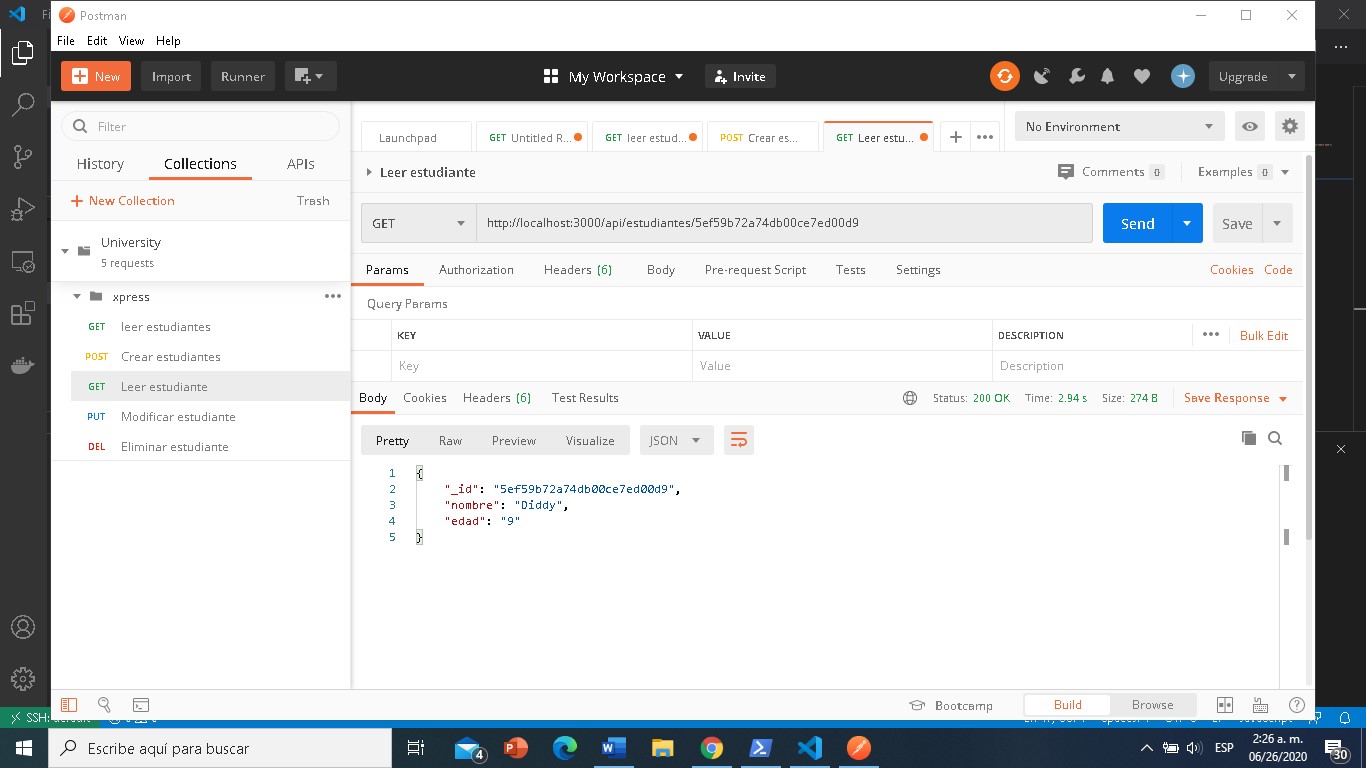 Fi
Postman
File Edit View Help
New Import Runner My Workspace Invite Upgrade
Filter
History Collections APIs
+ New Collection Trash
University
5 requests
xpress
GET leer estudiantes
POST Crear estudiantes
GET Leer estudiante
PUT Modificar estudiante
DEL Eliminar estudiante
Launchpad GET Untitled R... GET leer estud... POST Crear es... GET Leer estu... + ••• No Environment
Leer estudiante Comments 0 Examples 0
GET http://localhost:3000/api/estudiantes/5ef59b72a74db00ce7ed00d9 Send Save
Params Authorization Headers (6) Body Pre-request Script Tests Settings Cookies Code
Query Params
KEY VALUE DESCRIPTION ••• Bulk Edit
Key Value Description
Body Cookies Headers (6) Test Results Status: 200 OK Time: 2.94 s Size: 274 B Save Response
Pretty Raw Preview Visualize JSON
1 {
2 "_id": "5ef59b72a74db00ce7ed00d9",
3 "nombre": "Diddy",
4 "edad": "9"
5 }
Bootcamp Build Browse
SSH:
Escribe aquí para buscar 4 ESP 2:26 a. m.
06/26/2020 30